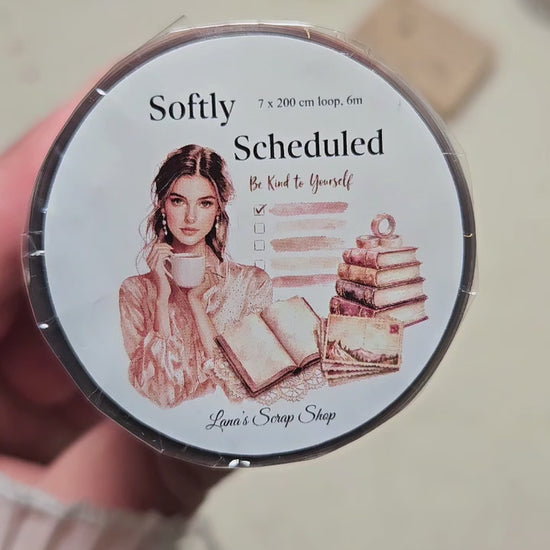 Softly
7 x 200 cm loop, 6m
Scheduled
Be Kind to Yourself
Lana's Scrap Shop